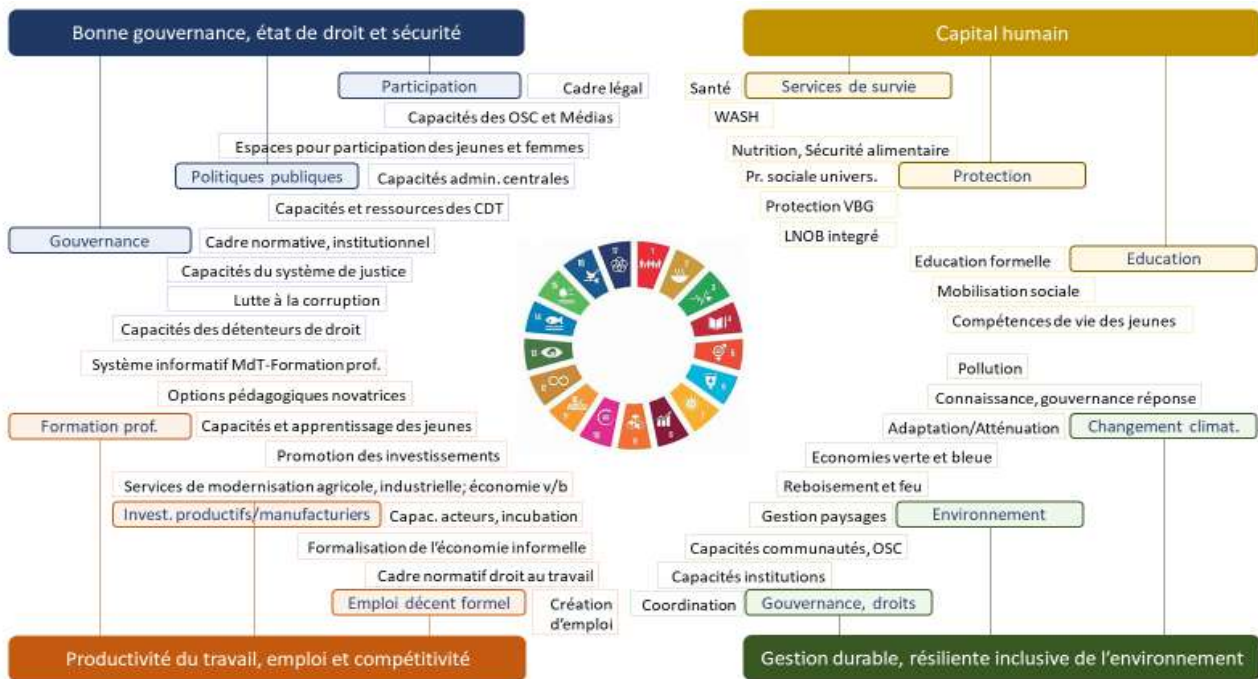 Bonne gouvernance, état de droit et sécurité
Participation
Cadre légal
Capacités des OSC et Médias
Espaces pour participation des jeunes et femmes
Politiques publiques
Capacités admin. centrales
Capacités et ressources des CDT
Gouvernance
Cadre normative, institutionnel
Capacités du système de justice
Lutte à la corruption
Capacités des détenteurs de droit
Capital humain
Santé
Services de survie
WASH
Nutrition, Sécurité alimentaire
Pr. sociale univers.
Protection
Protection VBG
LNOB integré
Education formelle
Education
Mobilisation sociale
Compétences de vie des jeunes
Système informatif MdT-Formation prof.
Options pédagogiques novatrices
Formation prof.
Capacités et apprentissage des jeunes
Promotion des investissements
Services de modernisation agricole, industrielle; économie v/b
Invest. productifs/manufacturiers
Capac. acteurs, incubation
Formalisation de l'économie informelle
Cadre normatif droit au travail
Emploi décent formel
Création
d'emploi
Productivité du travail, emploi et compétitivité
Pollution
Connaissance, gouvernance réponse
Adaptation/Atténuation
Changement climat.
Economies verte et bleue
Reboisement et feu
Gestion paysages
Environnement
Capacités communautés, OSC
Capacités institutions
Coordination
Gouvernance, droits
Gestion durable, résiliente inclusive de l'environnement